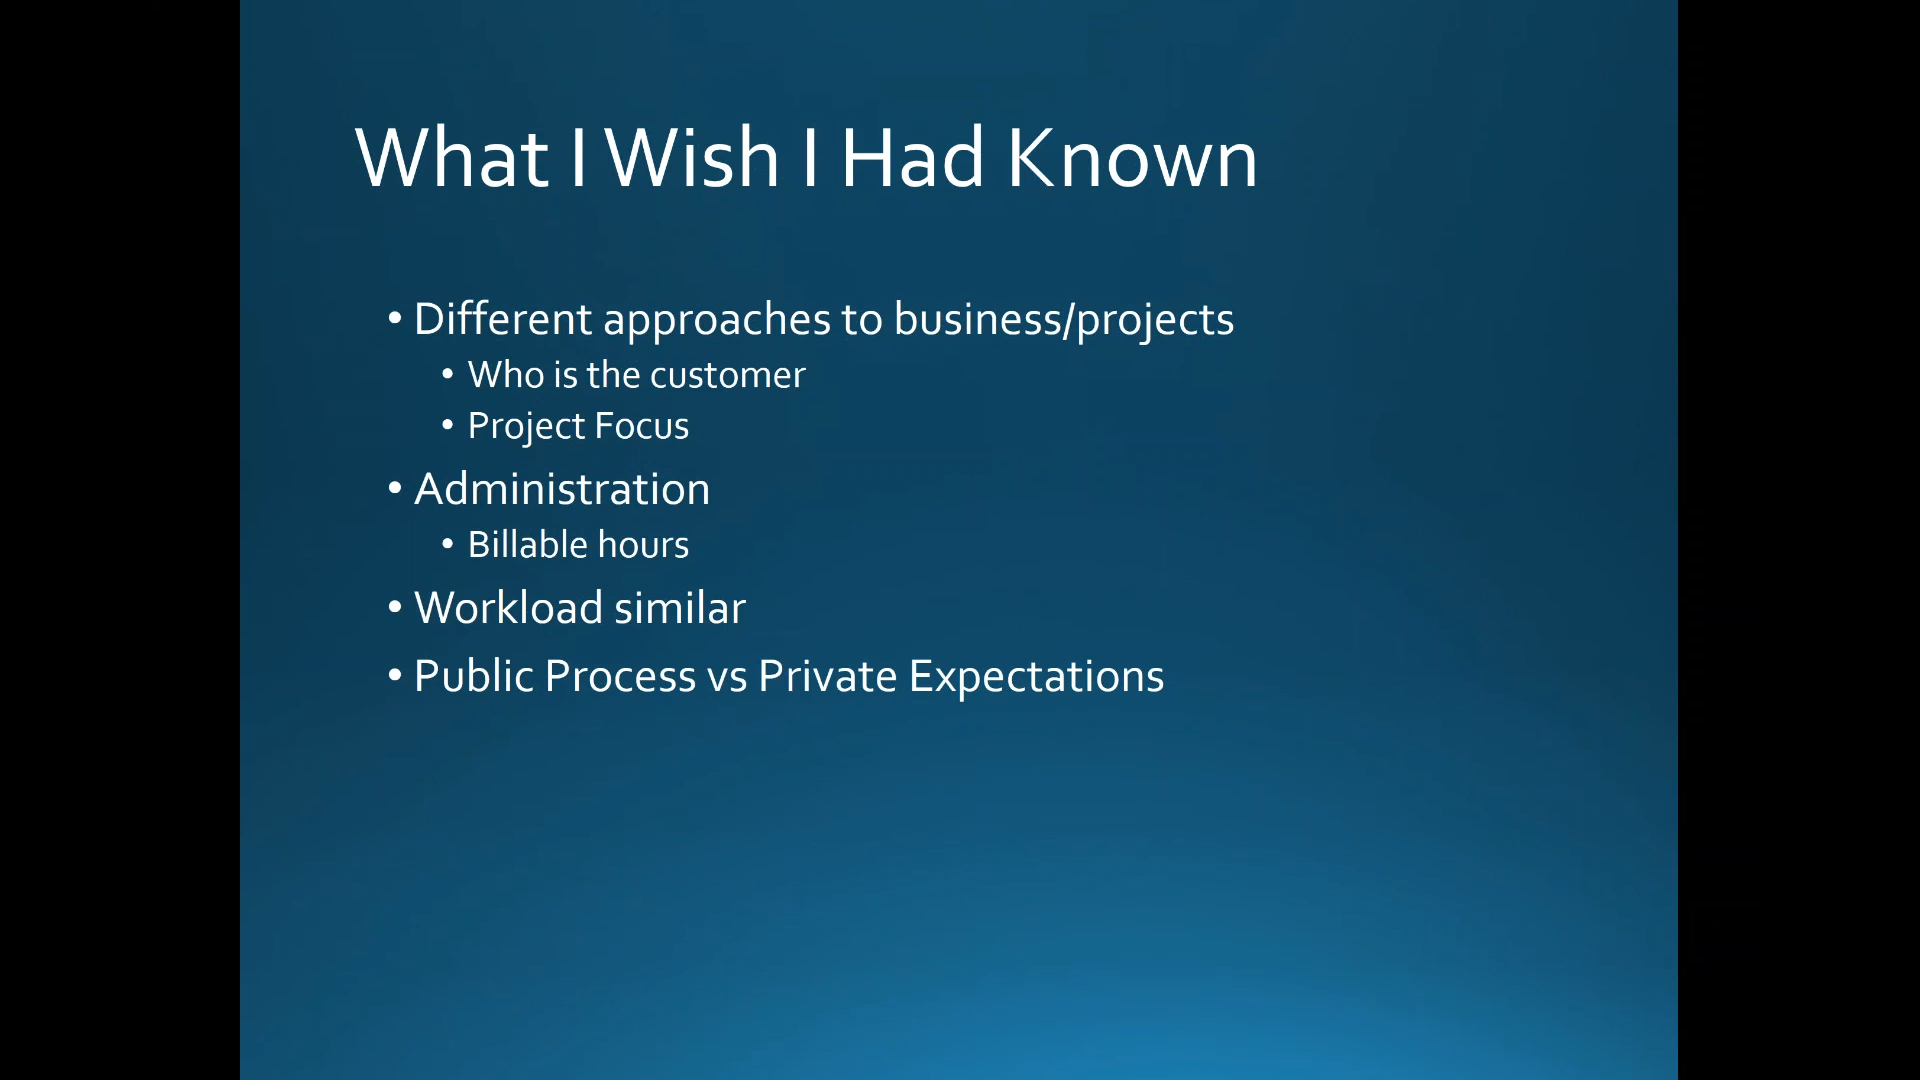 What I Wish I Had Known
• Different approaches to business/projects
• Who is the customer
• Project Focus
• Administration
• Billable hours
• Workload similar
• Public Process vs Private Expectations